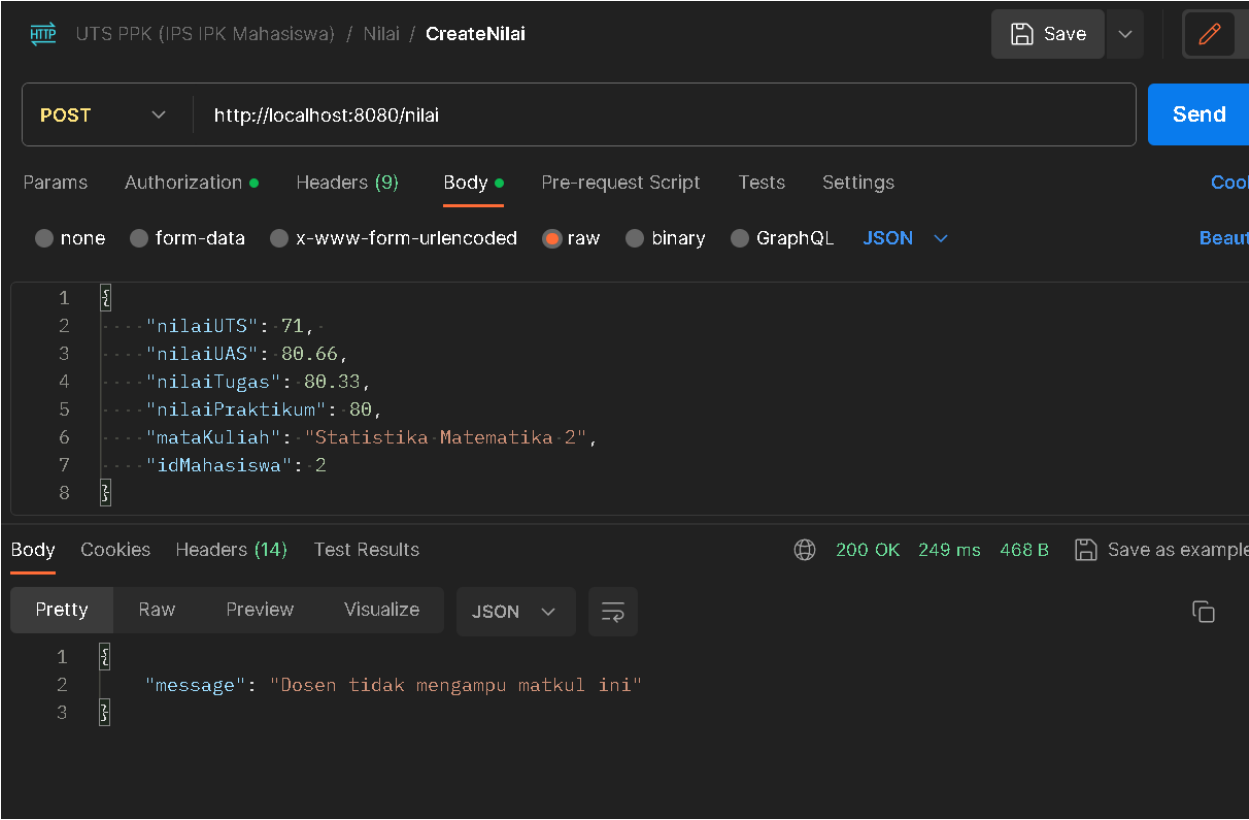 HTTP UTS PPK (IPS IPK Mahasiswa) / Nilai / CreateNilai Save
POST http://localhost:8080/nilai Send
Params Authorization Headers (9) Body Pre-request Script Tests Settings
none form-data x-www-form-urlencoded raw binary GraphQL JSON
1 {
2 "nilaiUTS": 71,
3 "nilaiUAS": 80.66,
4 "nilaiTugas": 80.33,
5 "nilaiPraktikum": 80,
6 "mataKuliah": "Statistika Matematika 2",
7 "idMahasiswa": 2
8 }
Body Cookies Headers (14) Test Results 200 OK 249 ms 468 B Save as example
Pretty Raw Preview Visualize JSON
1 {
2 "message": "Dosen tidak mengampu matkul ini"
3 }